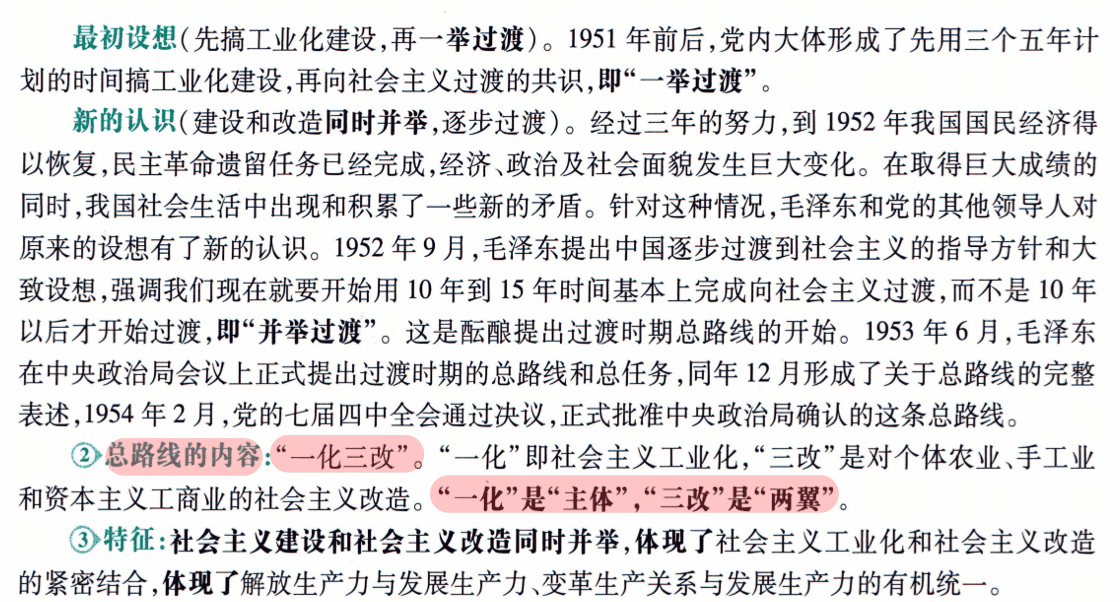 最初设想(先搞工业化建设,再一举过渡)。1951 年前后,党内大体形成了先用三个五年计
划的时间搞工业化建设,再向社会主义过渡的共识,即“一举过渡”。
新的认识(建设和改造同时并举,逐步过渡)。经过三年的努力,到 1952 年我国国民经济得
以恢复,民主革命遗留任务已经完成,经济、政治及社会面貌发生巨大变化。在取得巨大成绩的
同时,我国社会生活中出现和积累了一些新的矛盾。针对这种情况,毛泽东和党的其他领导人对
原来的设想有了新的认识。1952 年 9 月,毛泽东提出中国逐步过渡到社会主义的指导方针和大
致设想,强调我们现在就要开始用 10 年到 15 年时间基本上完成向社会主义过渡,而不是 10 年
以后才开始过渡,即“并举过渡”。这是酝酿提出过渡时期总路线的开始。1953 年 6 月,毛泽东
在中央政治局会议上正式提出过渡时期的总路线和总任务,同年 12 月形成了关于总路线的完整
表述,1954 年 2 月,党的七届四中全会通过决议,正式批准中央政治局确认的这条总路线。
②总路线的内容:“一化三改”。“一化”即社会主义工业化,“三改”是对个体农业、手工业
和资本主义工商业的社会主义改造。“一化”是“主体”,“三改”是“两翼”。
③特征:社会主义建设和社会主义改造同时并举,体现了社会主义工业化和社会主义改造
的紧密结合,体现了解放生产力与发展生产力、变革生产关系与发展生产力的有机统一。